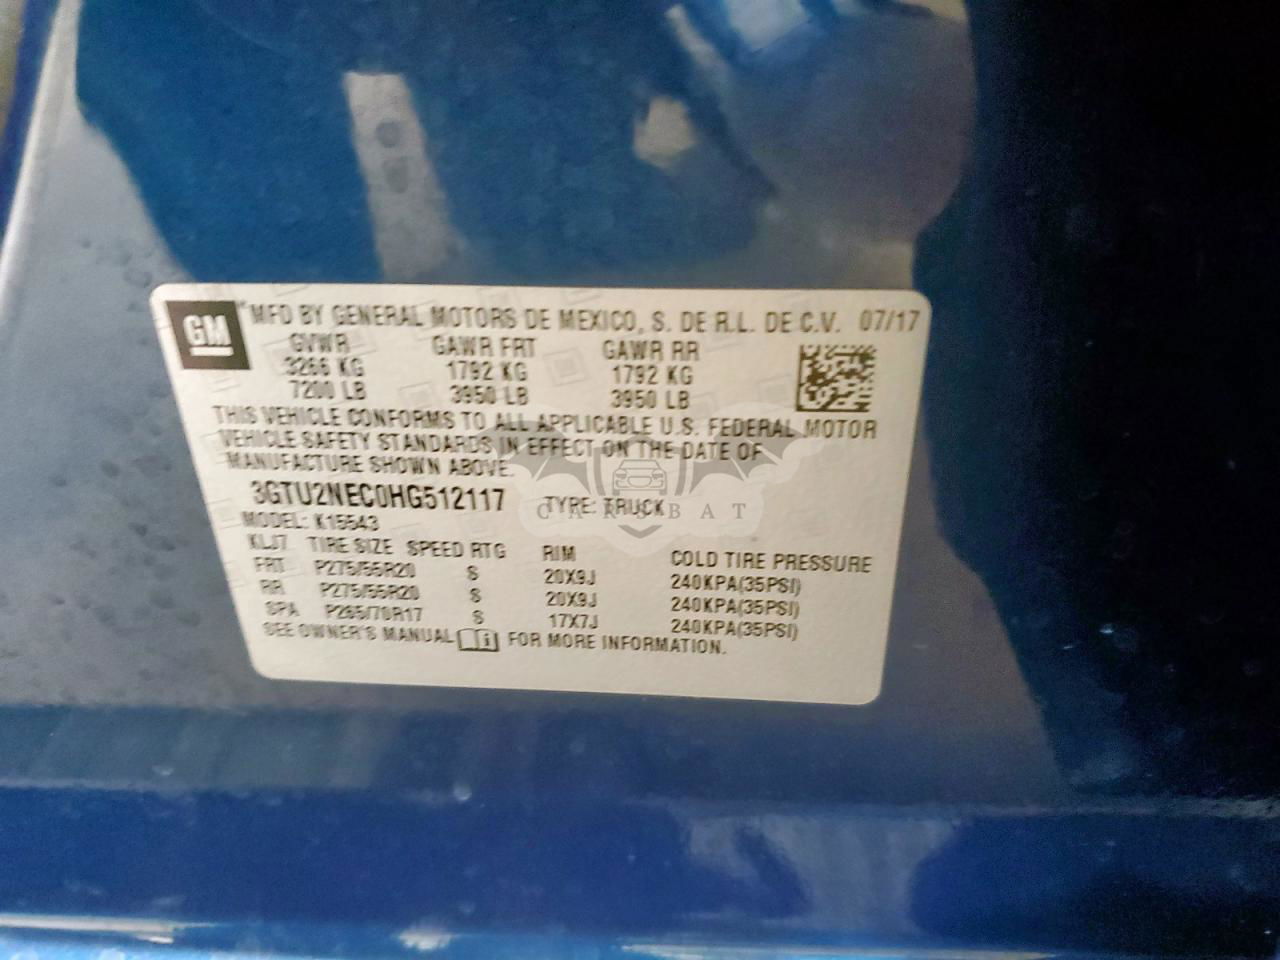 GM MFD BY GENERAL MOTORS DE MEXICO, S. DE R.L. DE C.V. 07/17
GVWR GAWR FRT GAWR RR
3266 KG 1792 KG 1792 KG
7200 LB 3950 LB 3950 LB
THIS VEHICLE CONFORMS TO ALL APPLICABLE U.S. FEDERAL MOTOR
VEHICLE SAFETY STANDARDS IN EFFECT ON THE DATE OF
MANUFACTURE SHOWN ABOVE.
3GTU2NEC0HG512117 TYPE: TRUCK
CARSBAT
MODEL: K15543
KLJ7 TIRE SIZE SPEED RTG RIM COLD TIRE PRESSURE
FRT P275/55R20 S 20X9J 240KPA(35PSI)
RR P275/55R20 S 20X9J 240KPA(35PSI)
SPA P265/70R17 S 17X7J 240KPA(35PSI)
SEE OWNER'S MANUAL i FOR MORE INFORMATION.